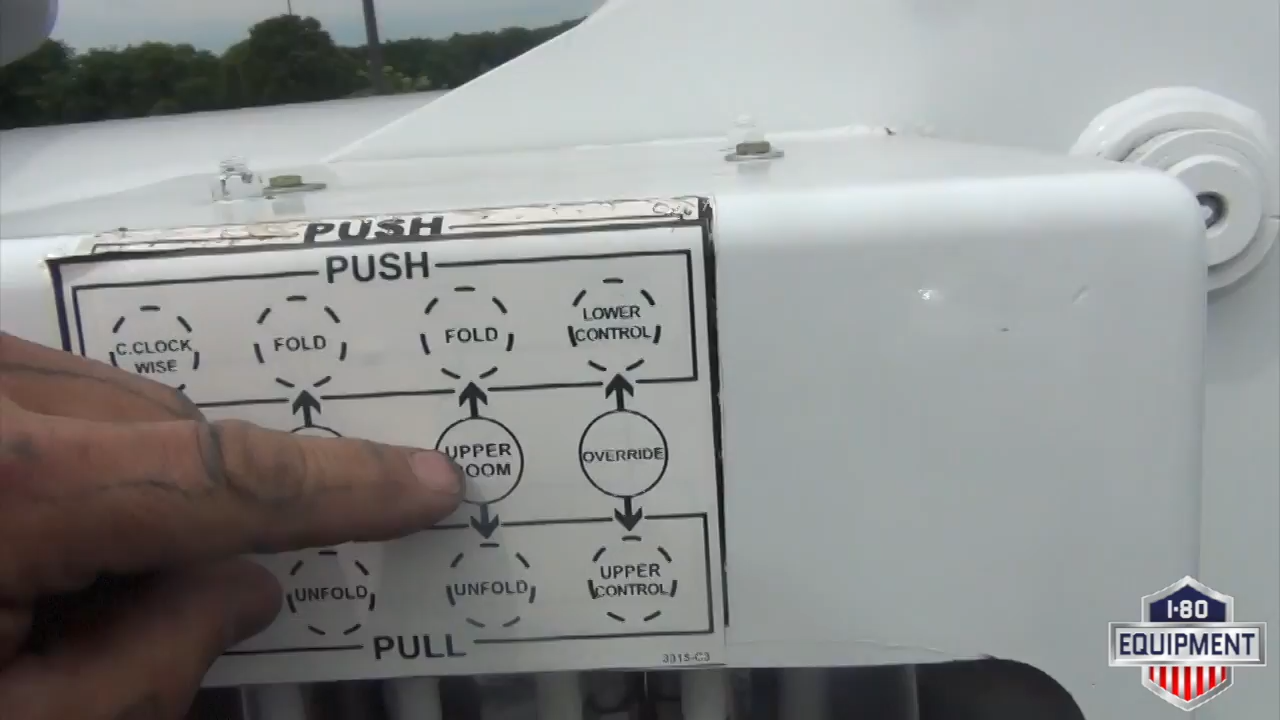 PUSH
PUSH
C.CLOCK
WISE
FOLD
FOLD
LOWER
CONTROL
UPPER
OVERRIDE
UNFOLD
UNFOLD
UPPER
CONTROL
PULL
3315-C3
I-80
EQUIPMENT